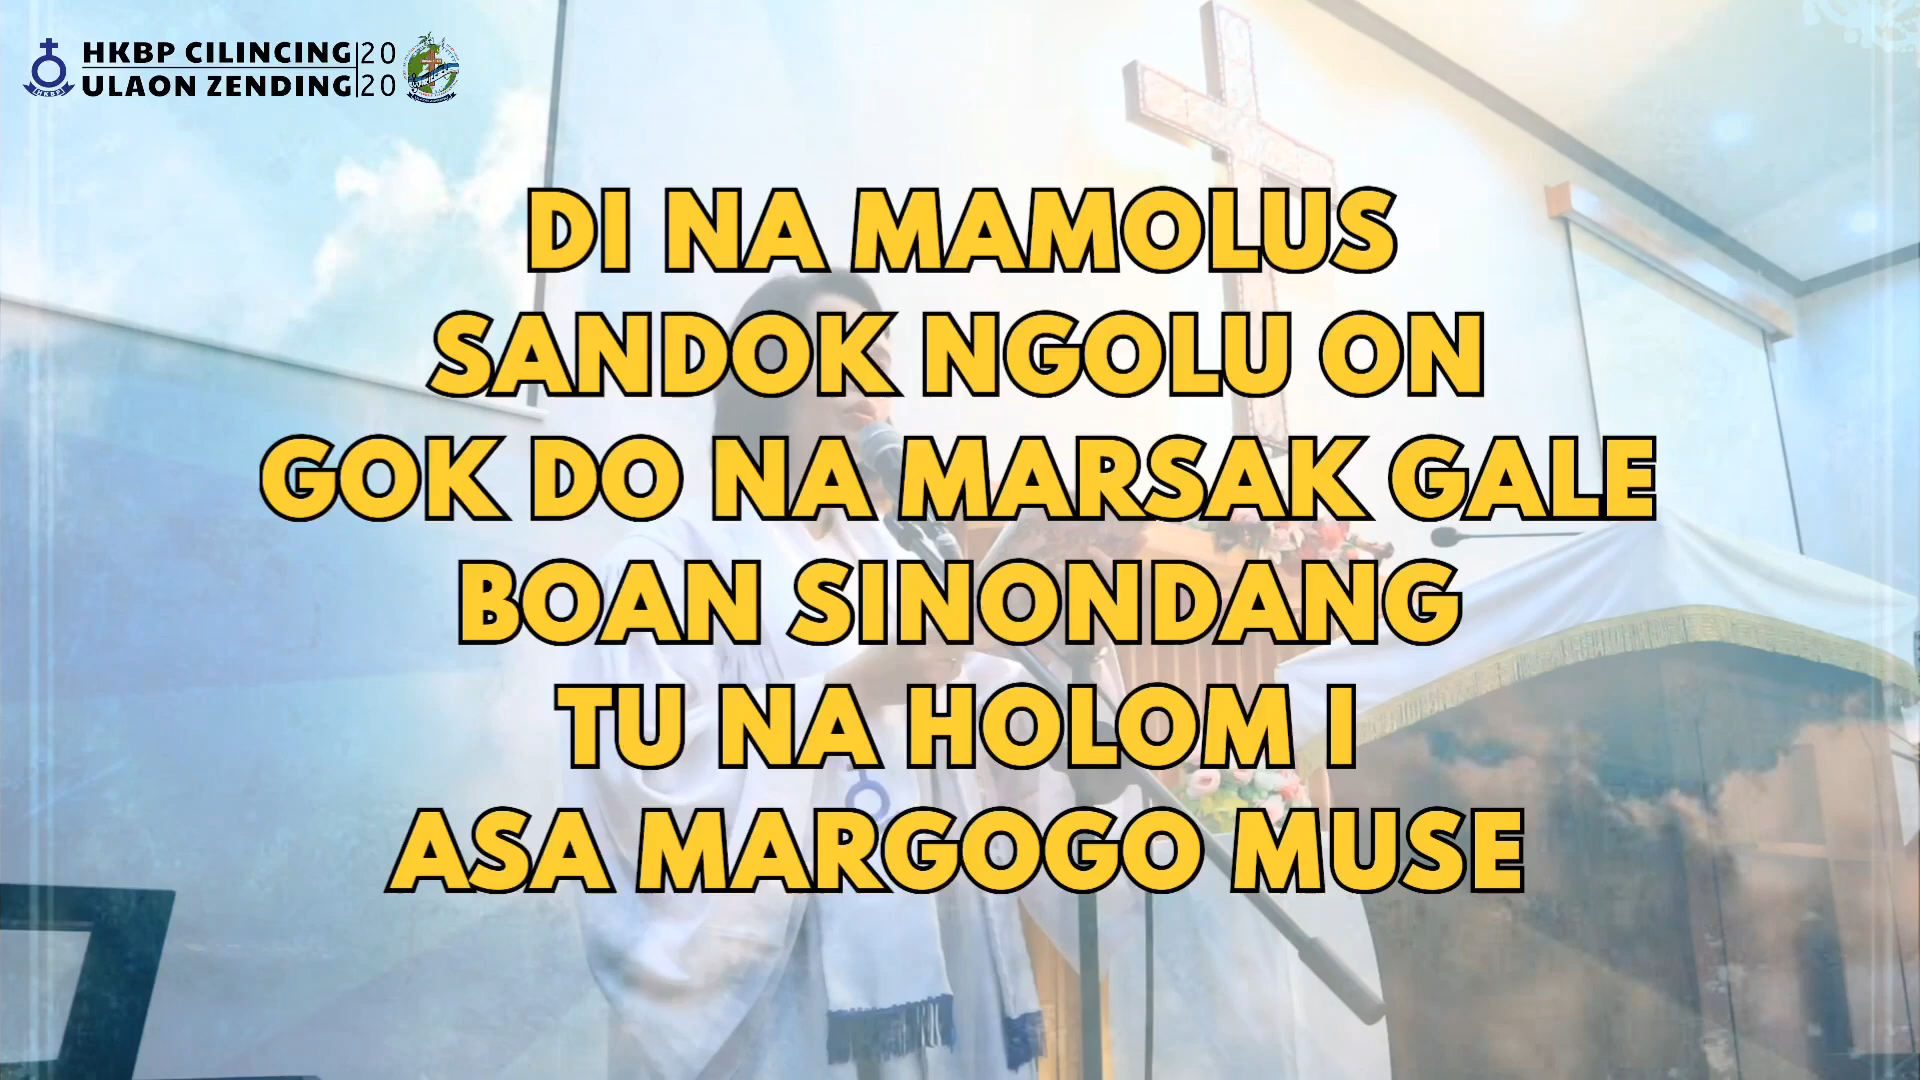 HKBP CILINCING 20
ULAON ZENDING 20
HKBP
DI NA MAMOLUS
SANDOK NGOLU ON
GOK DO NA MARSAK GALE
BOAN SINONDANG
TU NA HOLOM I
ASA MARGOGO MUSE